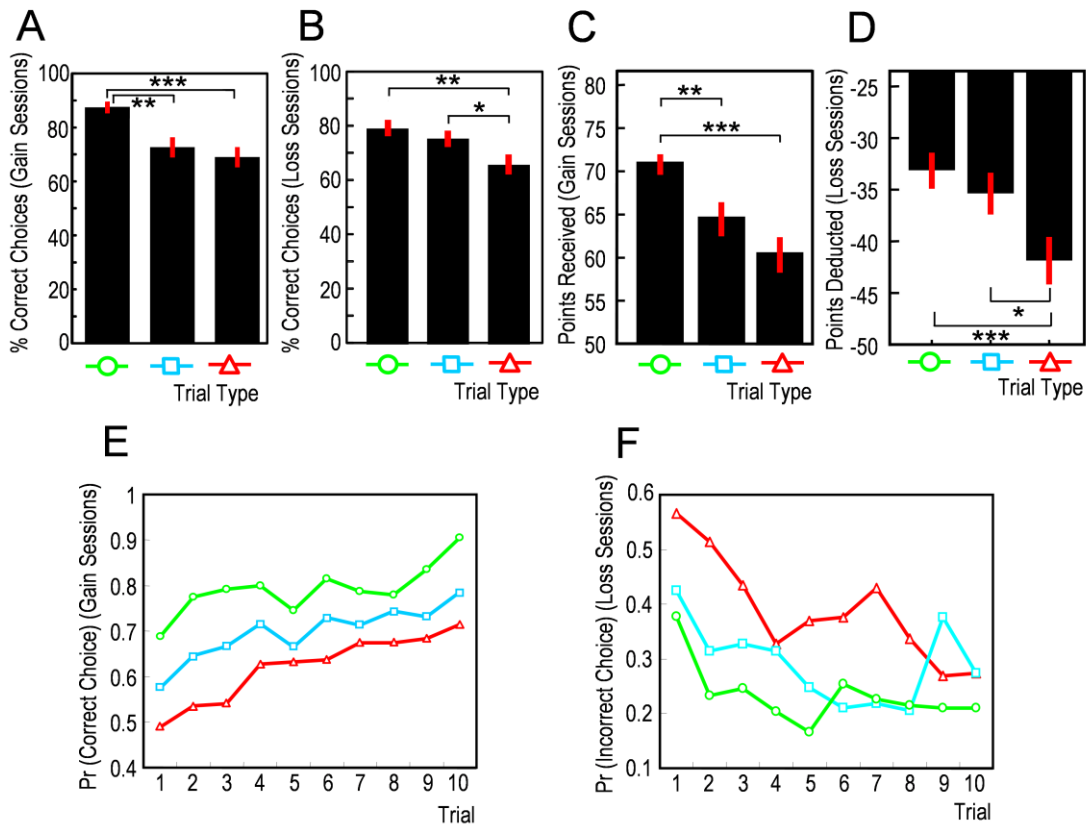 A
% Correct Choices (Gain Sessions)
100
80
60
40
20
0
***
**
Trial Type
B
% Correct Choices (Loss Sessions)
100
80
60
40
20
0
**
*
Trial Type
C
Points Received (Gain Sessions)
80
75
70
65
60
55
50
**
***
Trial Type
D
Points Deducted (Loss Sessions)
-25
-30
-35
-40
-45
-50
*
***
Trial Type
E
Pr (Correct Choice) (Gain Sessions)
1
0.9
0.8
0.7
0.6
0.5
0.4
1 2 3 4 5 6 7 8 9 10
Trial
F
Pr (Incorrect Choice) (Loss Sessions)
0.6
0.5
0.4
0.3
0.2
0.1
1 2 3 4 5 6 7 8 9 10
Trial